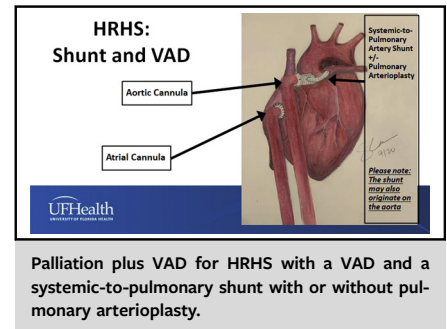 HRHS:
Shunt and VAD
Systemic-to-
Pulmonary
Artery Shunt
+/-
Pulmonary
Arterioplasty
Aortic Cannula
Atrial Cannula
Please note:
The shunt
may also
originate on
the aorta
UFHealth
UNIVERSITY OF FLORIDA HEALTH
Palliation plus VAD for HRHS with a VAD and a
systemic-to-pulmonary shunt with or without pul-
monary arterioplasty.